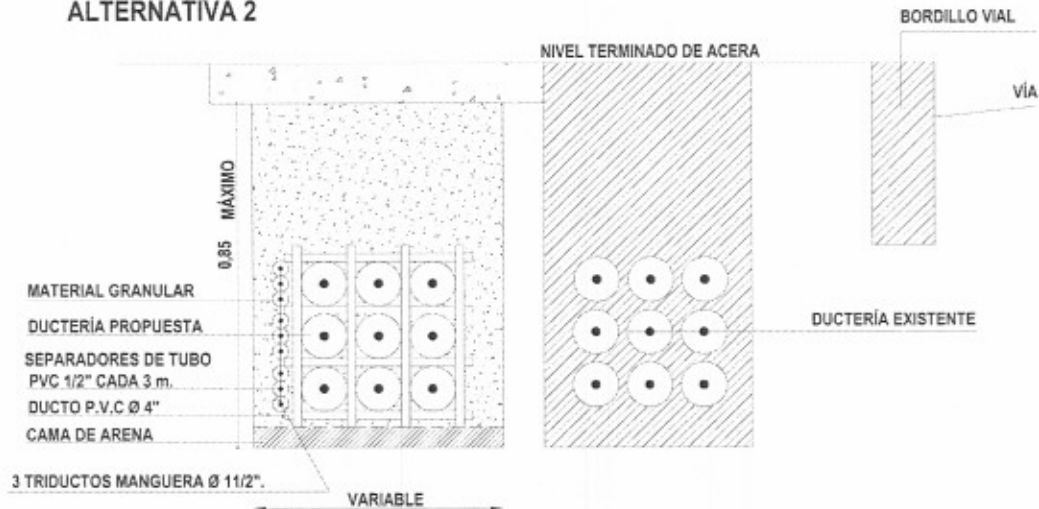 ALTERNATIVA 2
BORDILLO VIAL
NIVEL TERMINADO DE ACERA
VÍA
0,85 MÁXIMO
MATERIAL GRANULAR
DUCTERÍA PROPUESTA
DUCTERÍA EXISTENTE
SEPARADORES DE TUBO
PVC 1/2" CADA 3 m.
DUCTO P.V.C Ø 4"
CAMA DE ARENA
3 TRIDUCTOS MANGUERA Ø 11/2".
VARIABLE